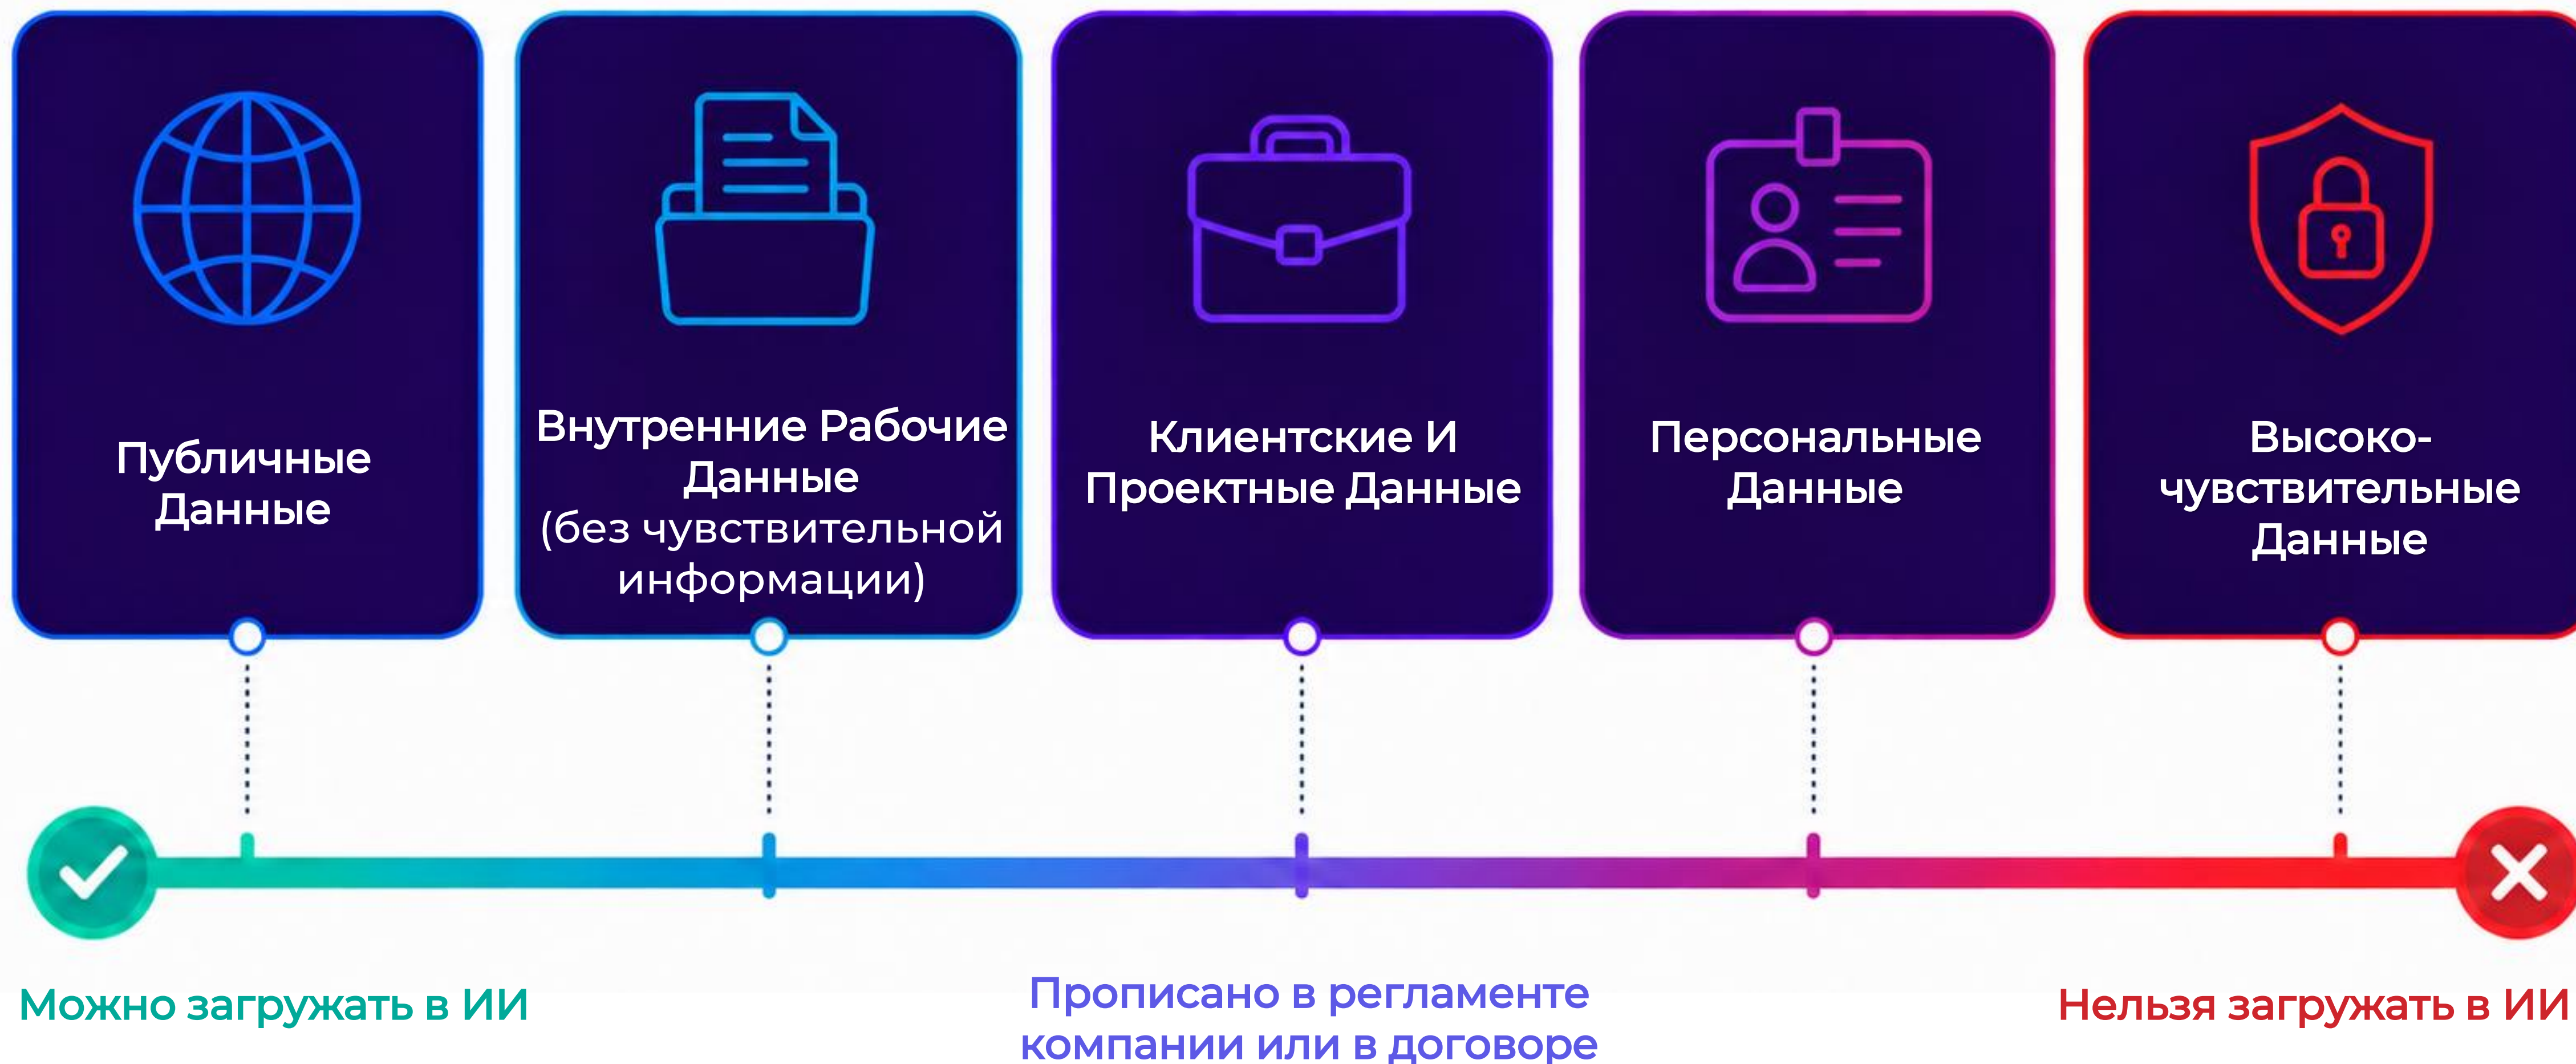 Публичные
Данные
Внутренние Рабочие
Данные
(без чувствительной
информации)
Клиентские И
Проектные Данные
Персональные
Данные
Высоко-
чувствительные
Данные
Можно загружать в ИИ
Прописано в регламенте
компании или в договоре
Нельзя загружать в ИИ